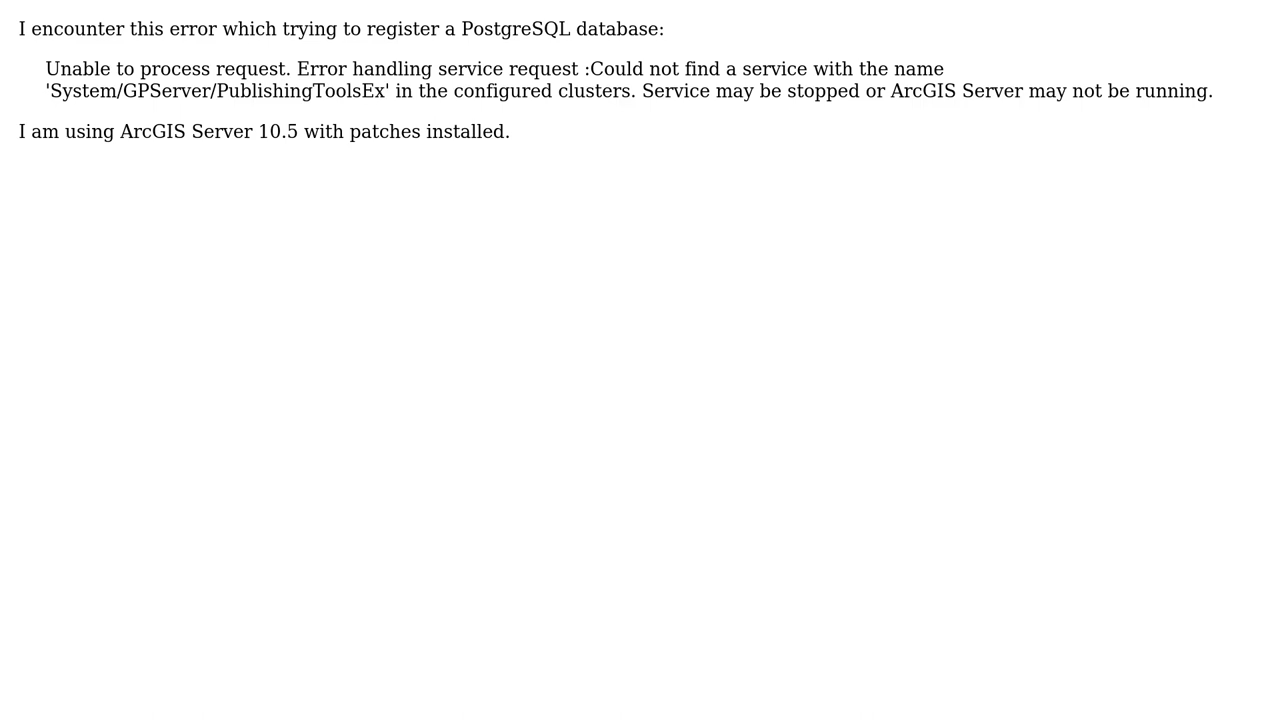 I encounter this error which trying to register a PostgreSQL database:
Unable to process request. Error handling service request :Could not find a service with the name
'System/GPServer/PublishingToolsEx' in the configured clusters. Service may be stopped or ArcGIS Server may not be running.
I am using ArcGIS Server 10.5 with patches installed.